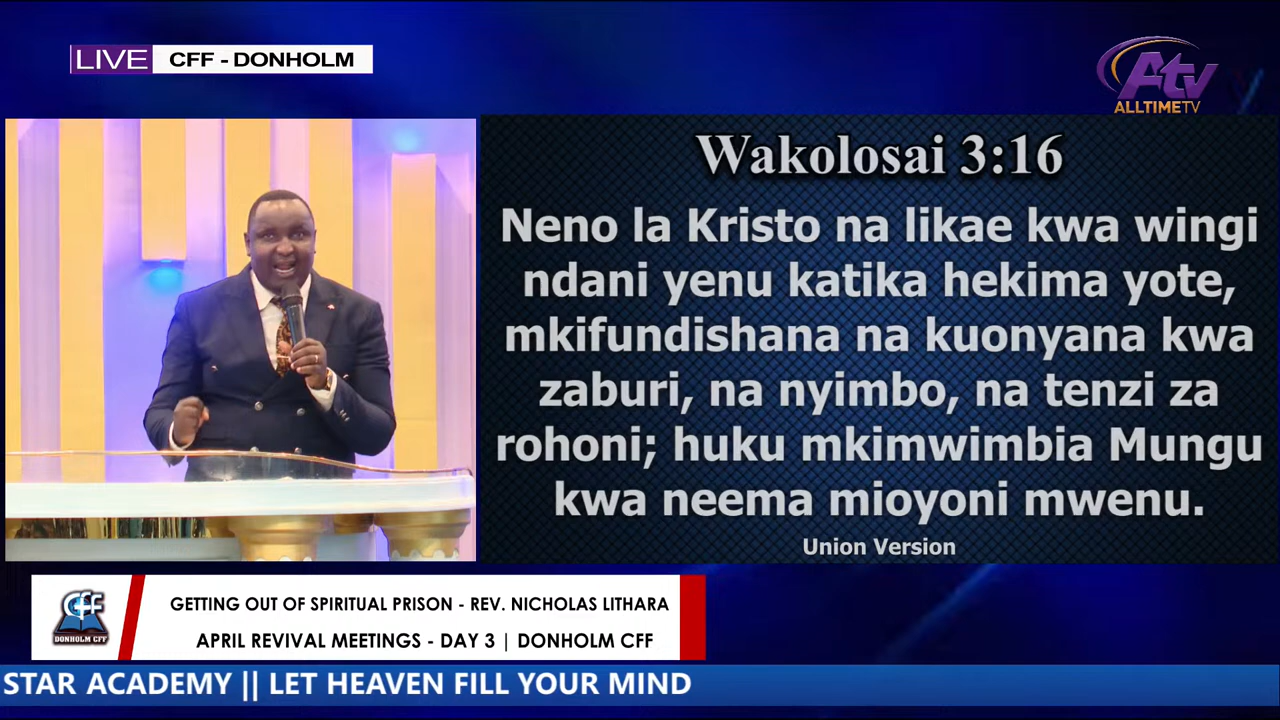 LIVE CFF - DONHOLM
Atv
ALLTIMETV
Wakolosai 3:16
Neno la Kristo na likae kwa wingi
ndani yenu katika hekima yote,
mkifundishana na kuonyana kwa
zaburi, na nyimbo, na tenzi za
rohoni; huku mkimwimbia Mungu
kwa neema mioyoni mwenu.
Union Version
cff
DONHOLM CFF
GETTING OUT OF SPIRITUAL PRISON - REV. NICHOLAS LITHARA
APRIL REVIVAL MEETINGS - DAY 3 | DONHOLM CFF
STAR ACADEMY || LET HEAVEN FILL YOUR MIND